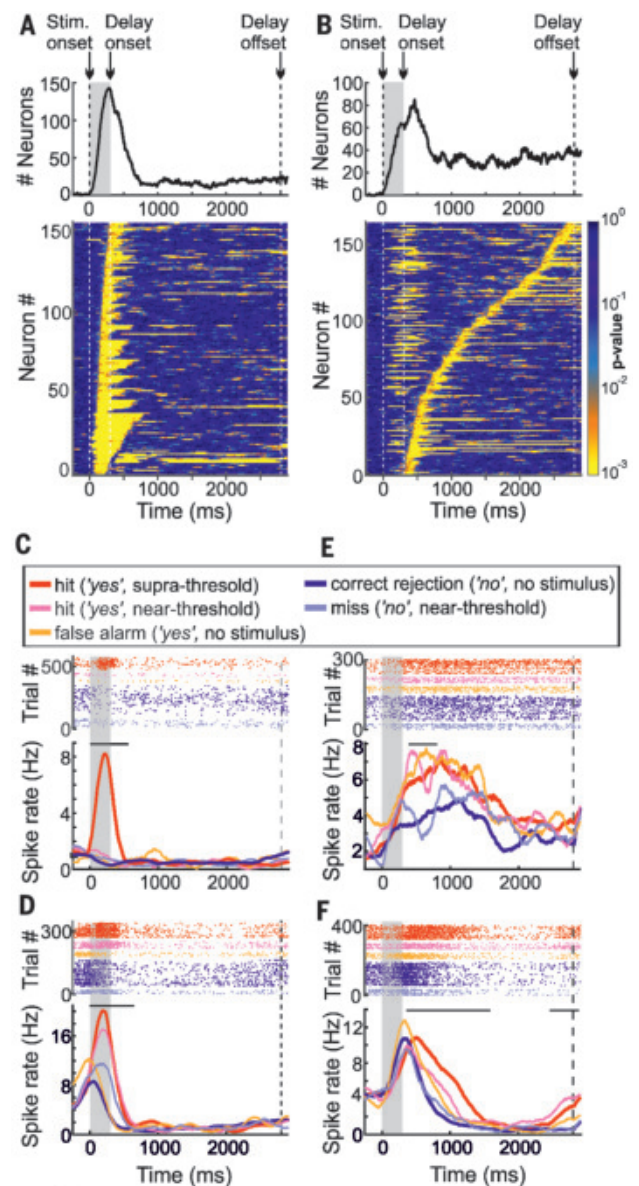 A
Stim. onset
Delay onset
Delay offset
# Neurons
150
100
50
0
0 1000 2000
Neuron #
150
100
50
0
0 1000 2000
Time (ms)
B
Stim. onset
Delay onset
Delay offset
# Neurons
100
80
60
40
20
0
0 1000 2000
Neuron #
150
100
50
0
0 1000 2000
Time (ms)
10⁰
10⁻¹
10⁻²
10⁻³
p-value
C
E
hit ('yes', supra-thresold)
hit ('yes', near-threshold)
false alarm ('yes', no stimulus)
correct rejection ('no', no stimulus)
miss ('no', near-threshold)
Trial #
500
0
Spike rate (Hz)
8
4
2
0 1000 2000
Trial #
300
0
Spike rate (Hz)
8
6
4
2
0 1000 2000
D
Trial #
300
0
Spike rate (Hz)
16
8
0
0 1000 2000
Time (ms)
F
Trial #
400
0
Spike rate (Hz)
12
8
4
0
0 1000 2000
Time (ms)